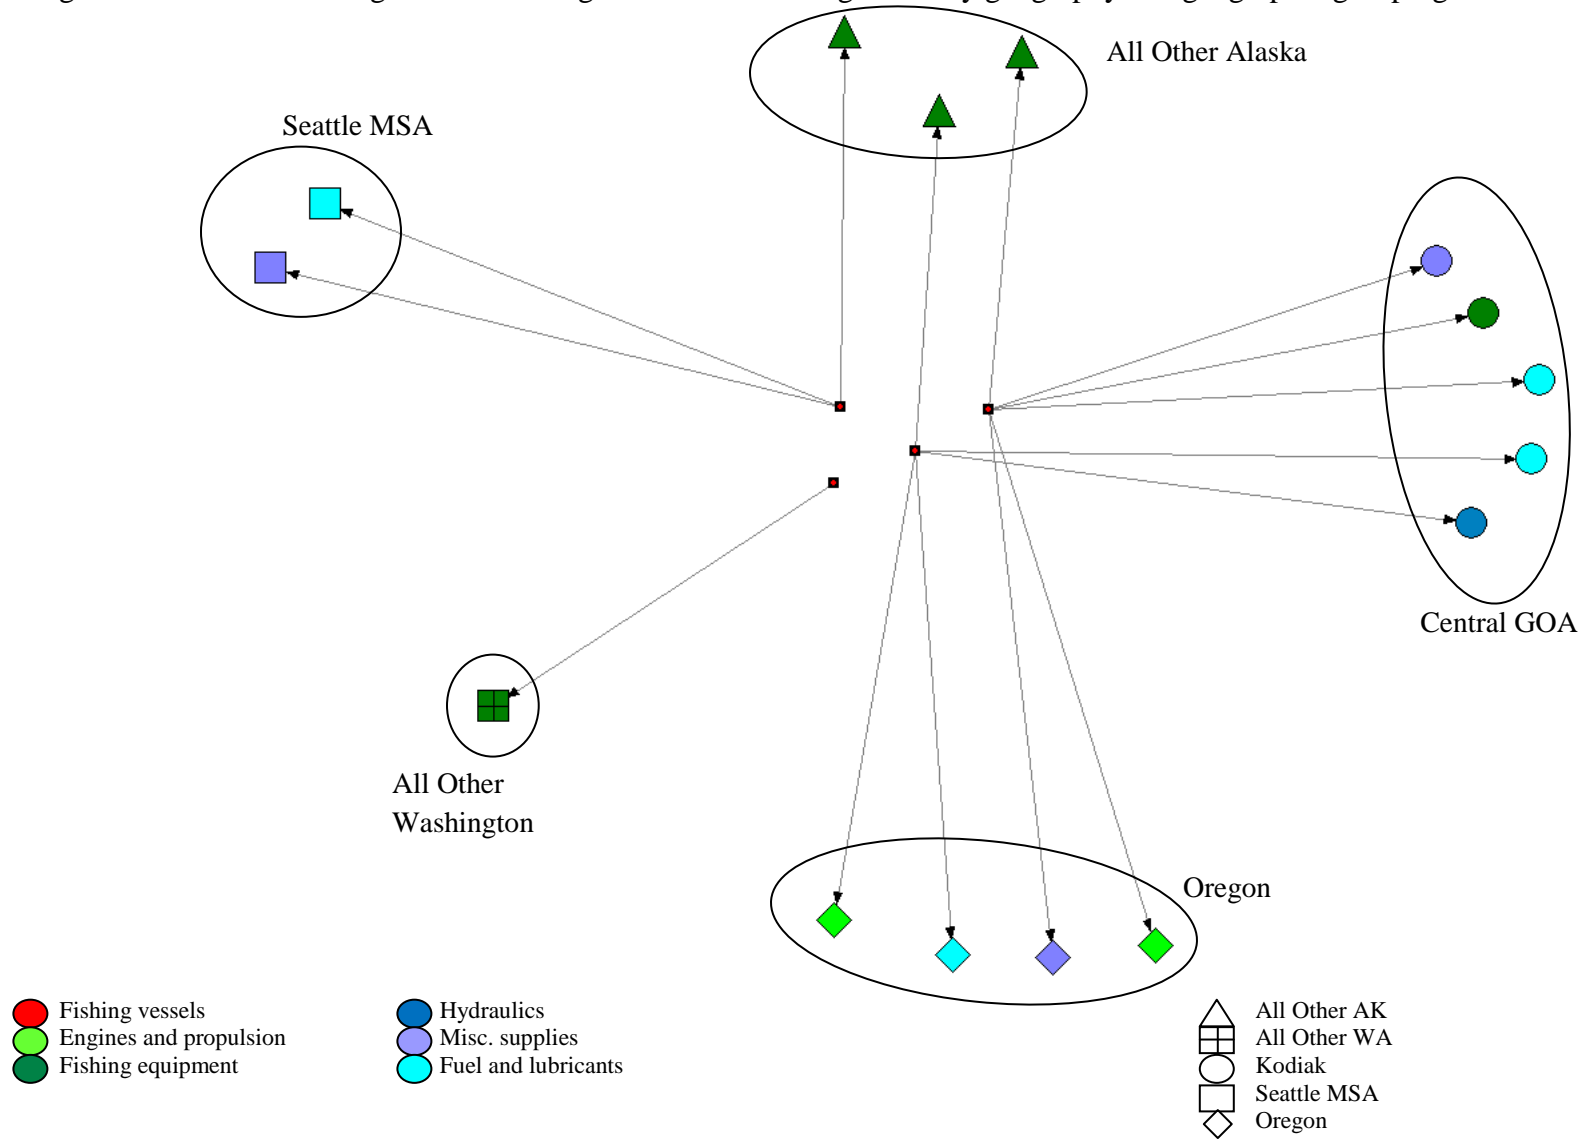 All Other Alaska
Seattle MSA
Central GOA
All Other
Washington
Oregon
Fishing vessels
Engines and propulsion
Fishing equipment
Hydraulics
Misc. supplies
Fuel and lubricants
All Other AK
All Other WA
Kodiak
Seattle MSA
Oregon